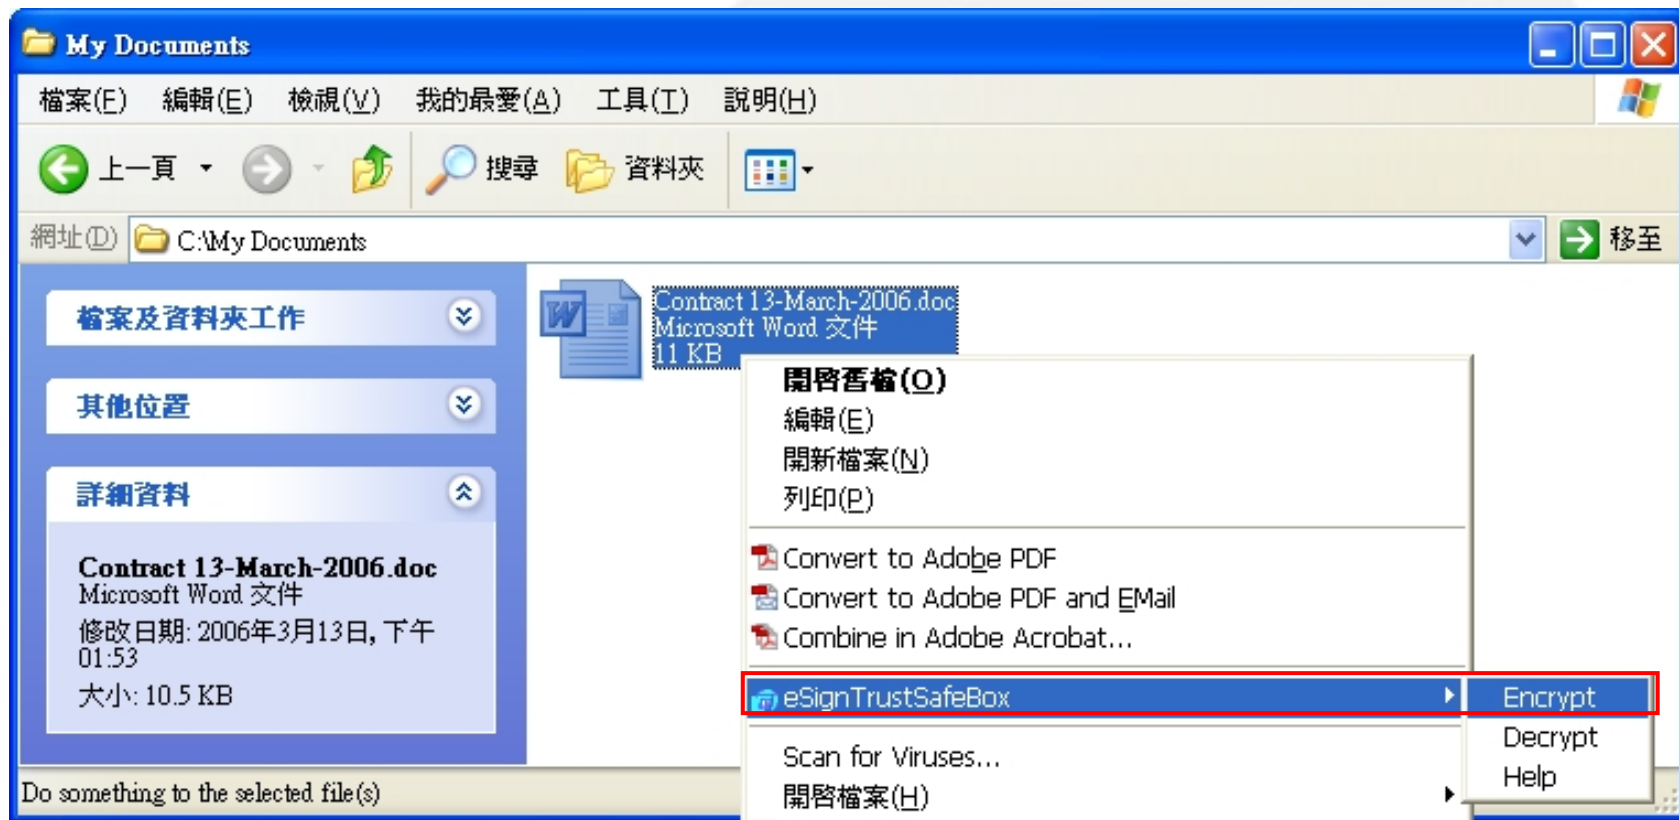 My Documents
檔案(F) 編輯(E) 檢視(V) 我的最愛(A) 工具(T) 說明(H)
上一頁 搜尋 資料夾
網址(D) C:\My Documents 移至
檔案及資料夾工作
其他位置
詳細資料
Contract 13-March-2006.doc
Microsoft Word 文件
修改日期: 2006年3月13日, 下午
01:53
大小: 10.5 KB
Contract 13-March-2006.doc
Microsoft Word 文件
11 KB
開啓舊檔(O)
編輯(E)
開新檔案(N)
列印(P)
Convert to Adobe PDF
Convert to Adobe PDF and EMail
Combine in Adobe Acrobat...
eSignTrustSafeBox
Scan for Viruses...
開啓檔案(H)
Encrypt
Decrypt
Help
Do something to the selected file(s)